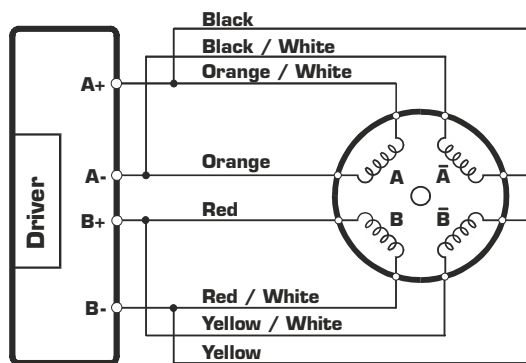 Black
Black / White
Orange / White
A+
Orange
A-
A
Ā
Red
B+
B
B̄
Driver
Red / White
B-
Yellow / White
Yellow